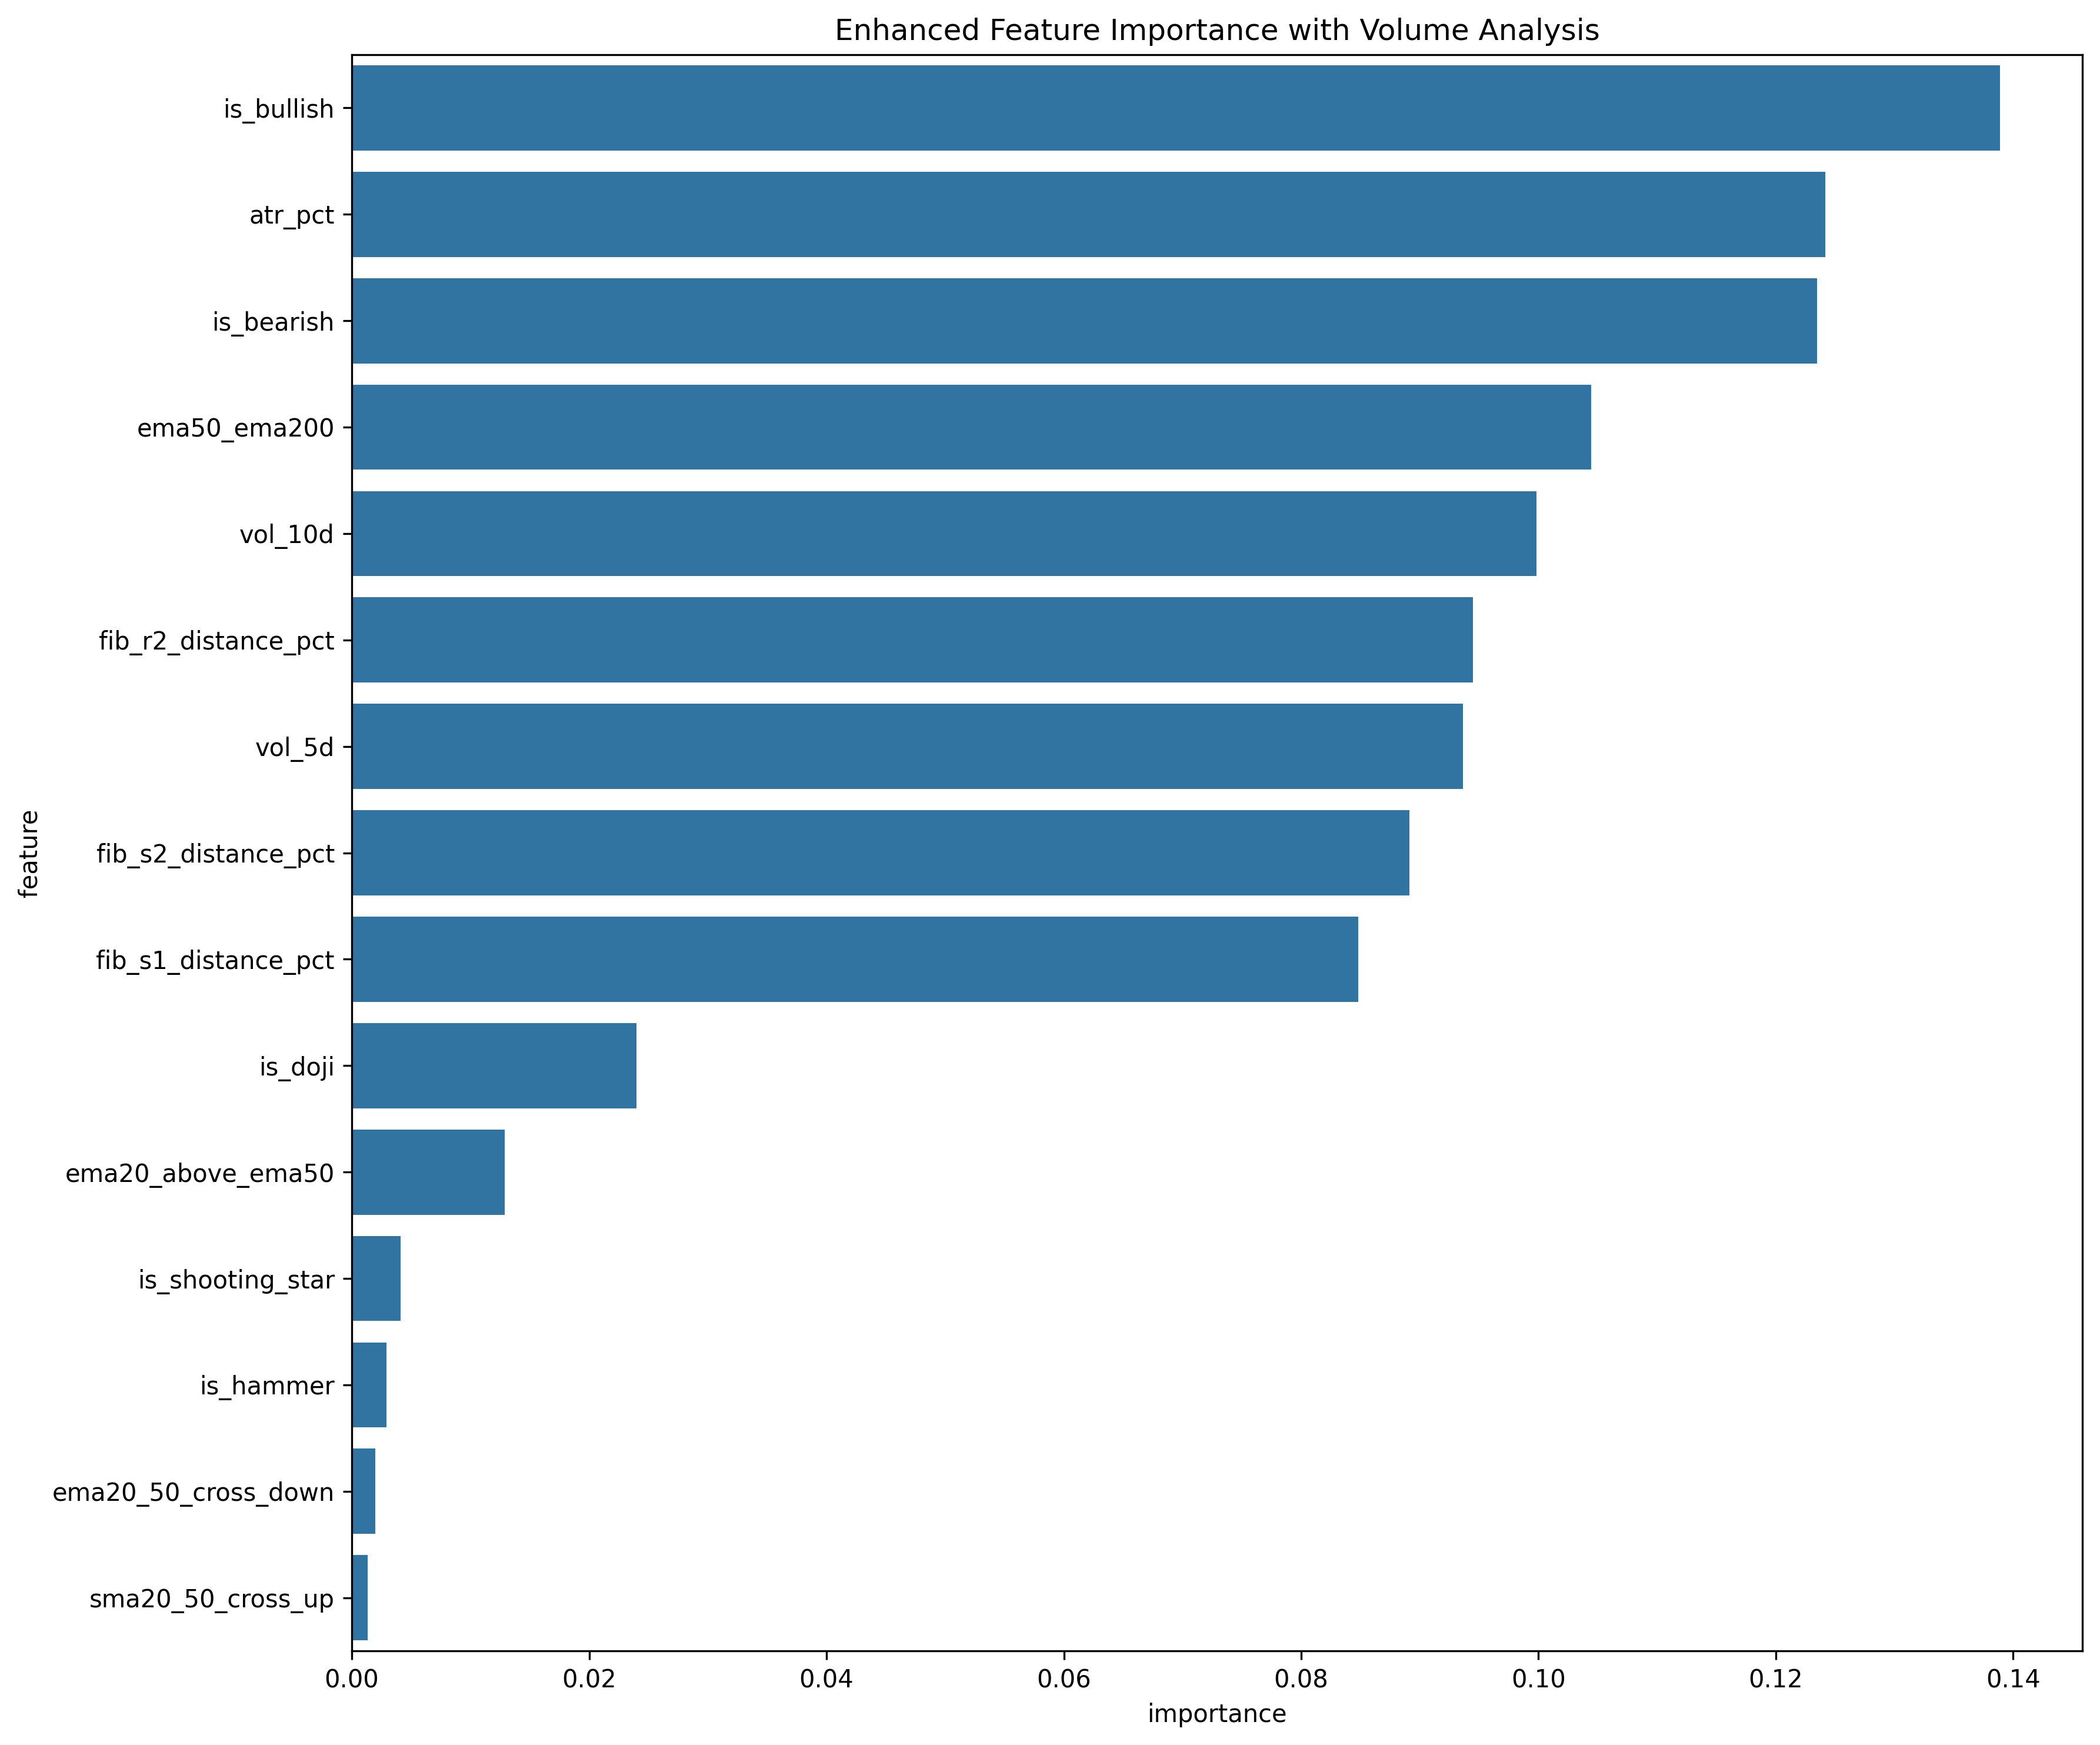 Enhanced Feature Importance with Volume Analysis
is_bullish
atr_pct
is_bearish
ema50_ema200
vol_10d
fib_r2_distance_pct
vol_5d
fib_s2_distance_pct
fib_s1_distance_pct
is_doji
ema20_above_ema50
is_shooting_star
is_hammer
ema20_50_cross_down
sma20_50_cross_up
feature
0.00 0.02 0.04 0.06 0.08 0.10 0.12 0.14
importance